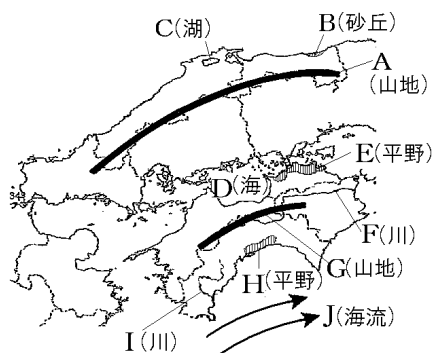 B(砂丘)
C(湖)
A
(山地)
E(平野)
D(海)
F(川)
G(山地)
H(平野)
I(川)
J(海流)